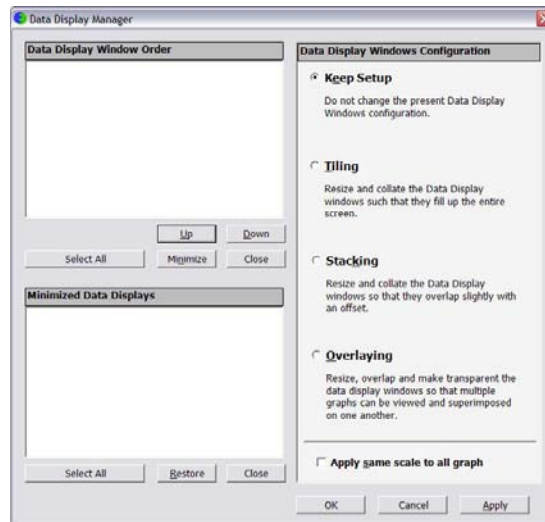 Data Display Manager
Data Display Window Order
Up
Down
Select All
Minimize
Close
Minimized Data Displays
Select All
Restore
Close
Data Display Windows Configuration
Keep Setup
Do not change the present Data Display
Windows configuration.
Tiling
Resize and collate the Data Display
windows such that they fill up the entire
screen.
Stacking
Resize and collate the Data Display
windows so that they overlap slightly with
an offset.
Overlaying
Resize, overlap and make transparent the
data display windows so that multiple
graphs can be viewed and superimposed
on one another.
Apply same scale to all graph
OK
Cancel
Apply